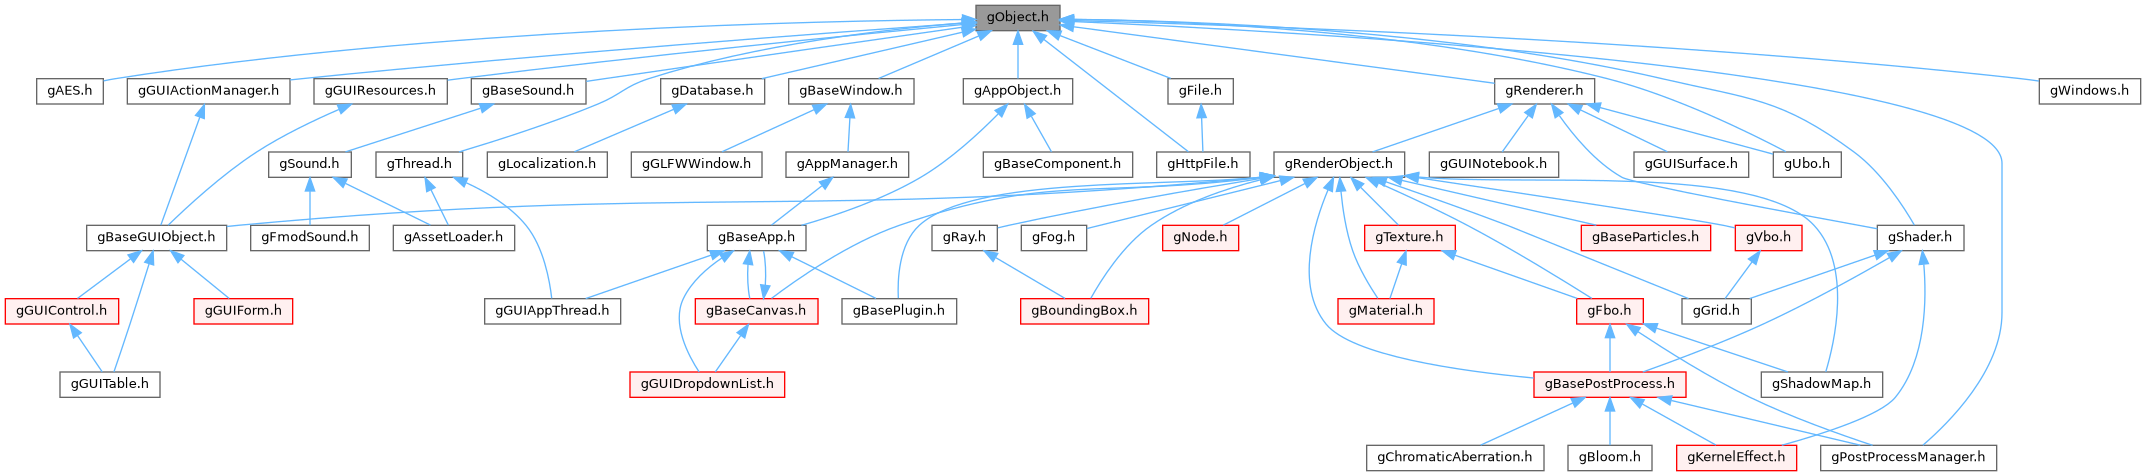 gObject.h
gAES.h
gGUIActionManager.h
gGUIResources.h
gBaseSound.h
gDatabase.h
gBaseWindow.h
gAppObject.h
gFile.h
gRenderer.h
gWindows.h
gSound.h
gThread.h
gLocalization.h
gGLFWWindow.h
gAppManager.h
gBaseComponent.h
gHttpFile.h
gRenderObject.h
gGUINotebook.h
gGUISurface.h
gUbo.h
gBaseGUIObject.h
gFmodSound.h
gAssetLoader.h
gBaseApp.h
gRay.h
gFog.h
gNode.h
gTexture.h
gBaseParticles.h
gVbo.h
gShader.h
gGUIControl.h
gGUIForm.h
gGUIAppThread.h
gBaseCanvas.h
gBasePlugin.h
gBoundingBox.h
gMaterial.h
gFbo.h
gGrid.h
gGUITable.h
gGUIDropdownList.h
gBasePostProcess.h
gShadowMap.h
gChromaticAberration.h
gBloom.h
gKernelEffect.h
gPostProcessManager.h